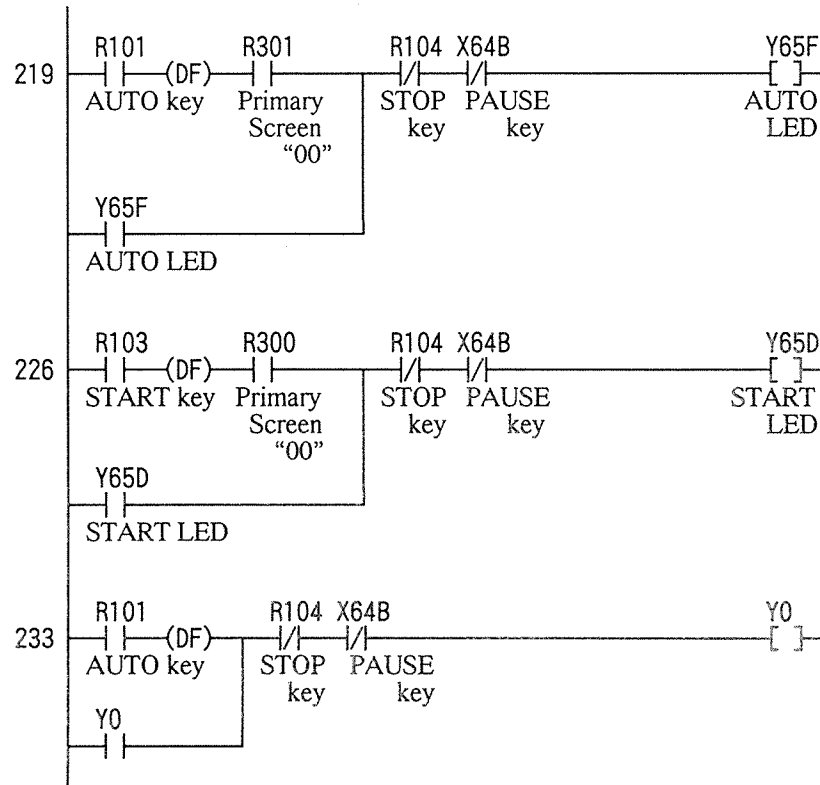 R101 R301 R104 X64B Y65F
219 (DF)
AUTO key Primary STOP PAUSE AUTO
Screen key key LED
“00”
Y65F
AUTO LED
R103 R300 R104 X64B Y65D
226 (DF)
START key Primary STOP PAUSE START
Screen key key LED
“00”
Y65D
START LED
R101 R104 X64B Y0
233 (DF)
AUTO key STOP PAUSE
key key
Y0